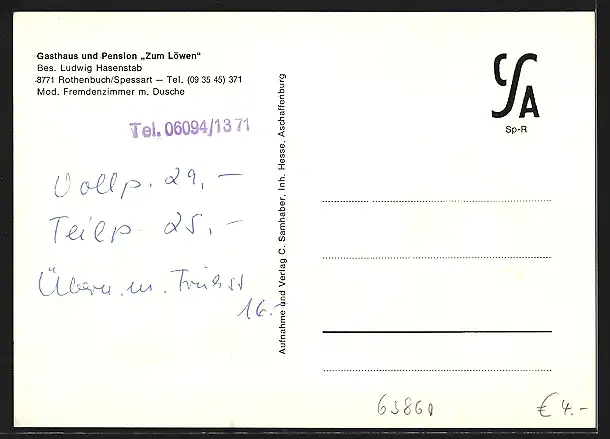 Gasthaus und Pension „Zum Löwen“
Bes. Ludwig Hasenstab
8771 Rothenbuch/Spessart — Tel. (09 35 45) 371
Mod. Fremdenzimmer m. Dusche
Tel. 06094/1371
Vollp. 29,—
Teilp. 25,—
Übern. m. Frühst
16.-
Aufnahme und Verlag C. Samhaber, Inh. Hesse, Aschaffenburg
CSA
Sp-R
63860
€ 4.-